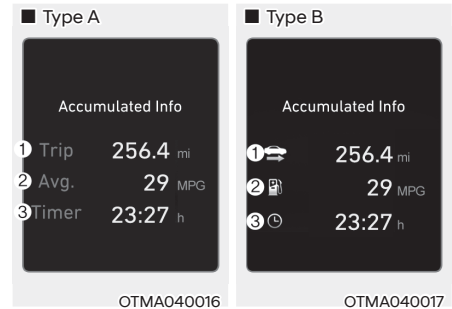 ■ Type A
Accumulated Info
1 Trip 256.4 mi
2 Avg. 29 MPG
3 Timer 23:27 h
OTMA040016
■ Type B
Accumulated Info
1 256.4 mi
2 29 MPG
3 23:27 h
OTMA040017